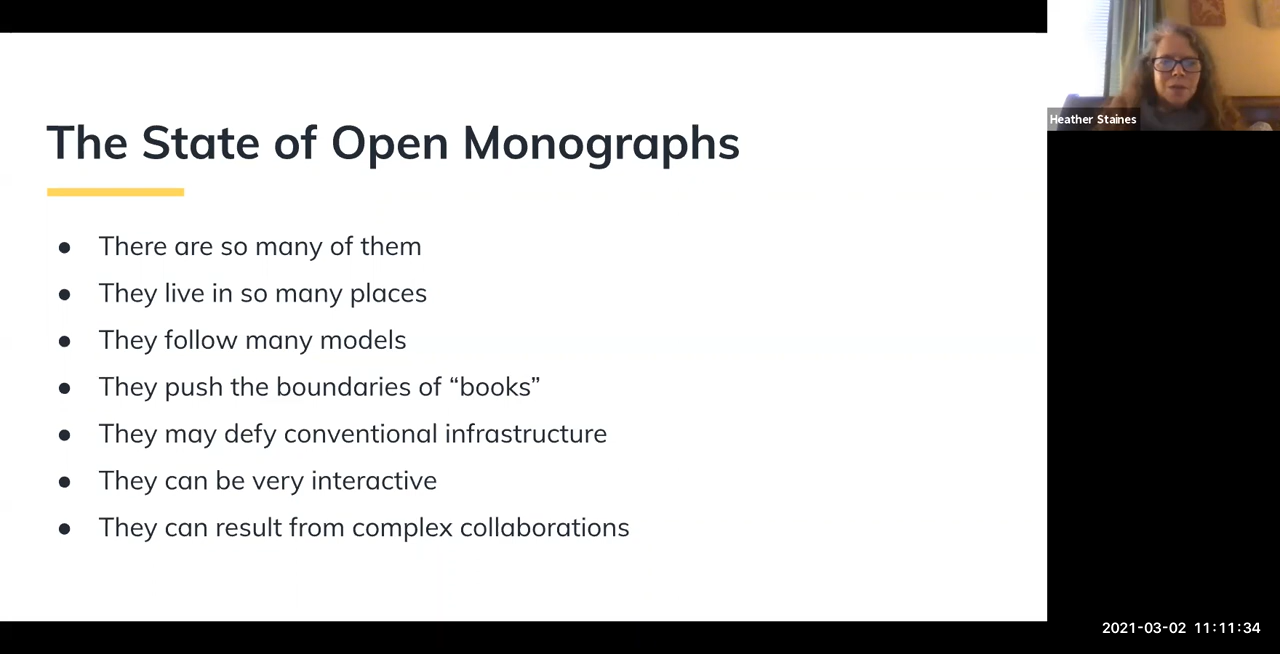 The State of Open Monographs
● There are so many of them
● They live in so many places
● They follow many models
● They push the boundaries of “books”
● They may defy conventional infrastructure
● They can be very interactive
● They can result from complex collaborations
Heather Staines
2021-03-02 11:11:34